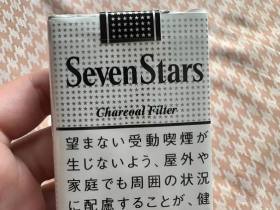 SevenStars
Charcoal Filter
望まない受動喫煙が
生じないよう、屋外や
家庭でも周囲の状況
に配慮することが、健